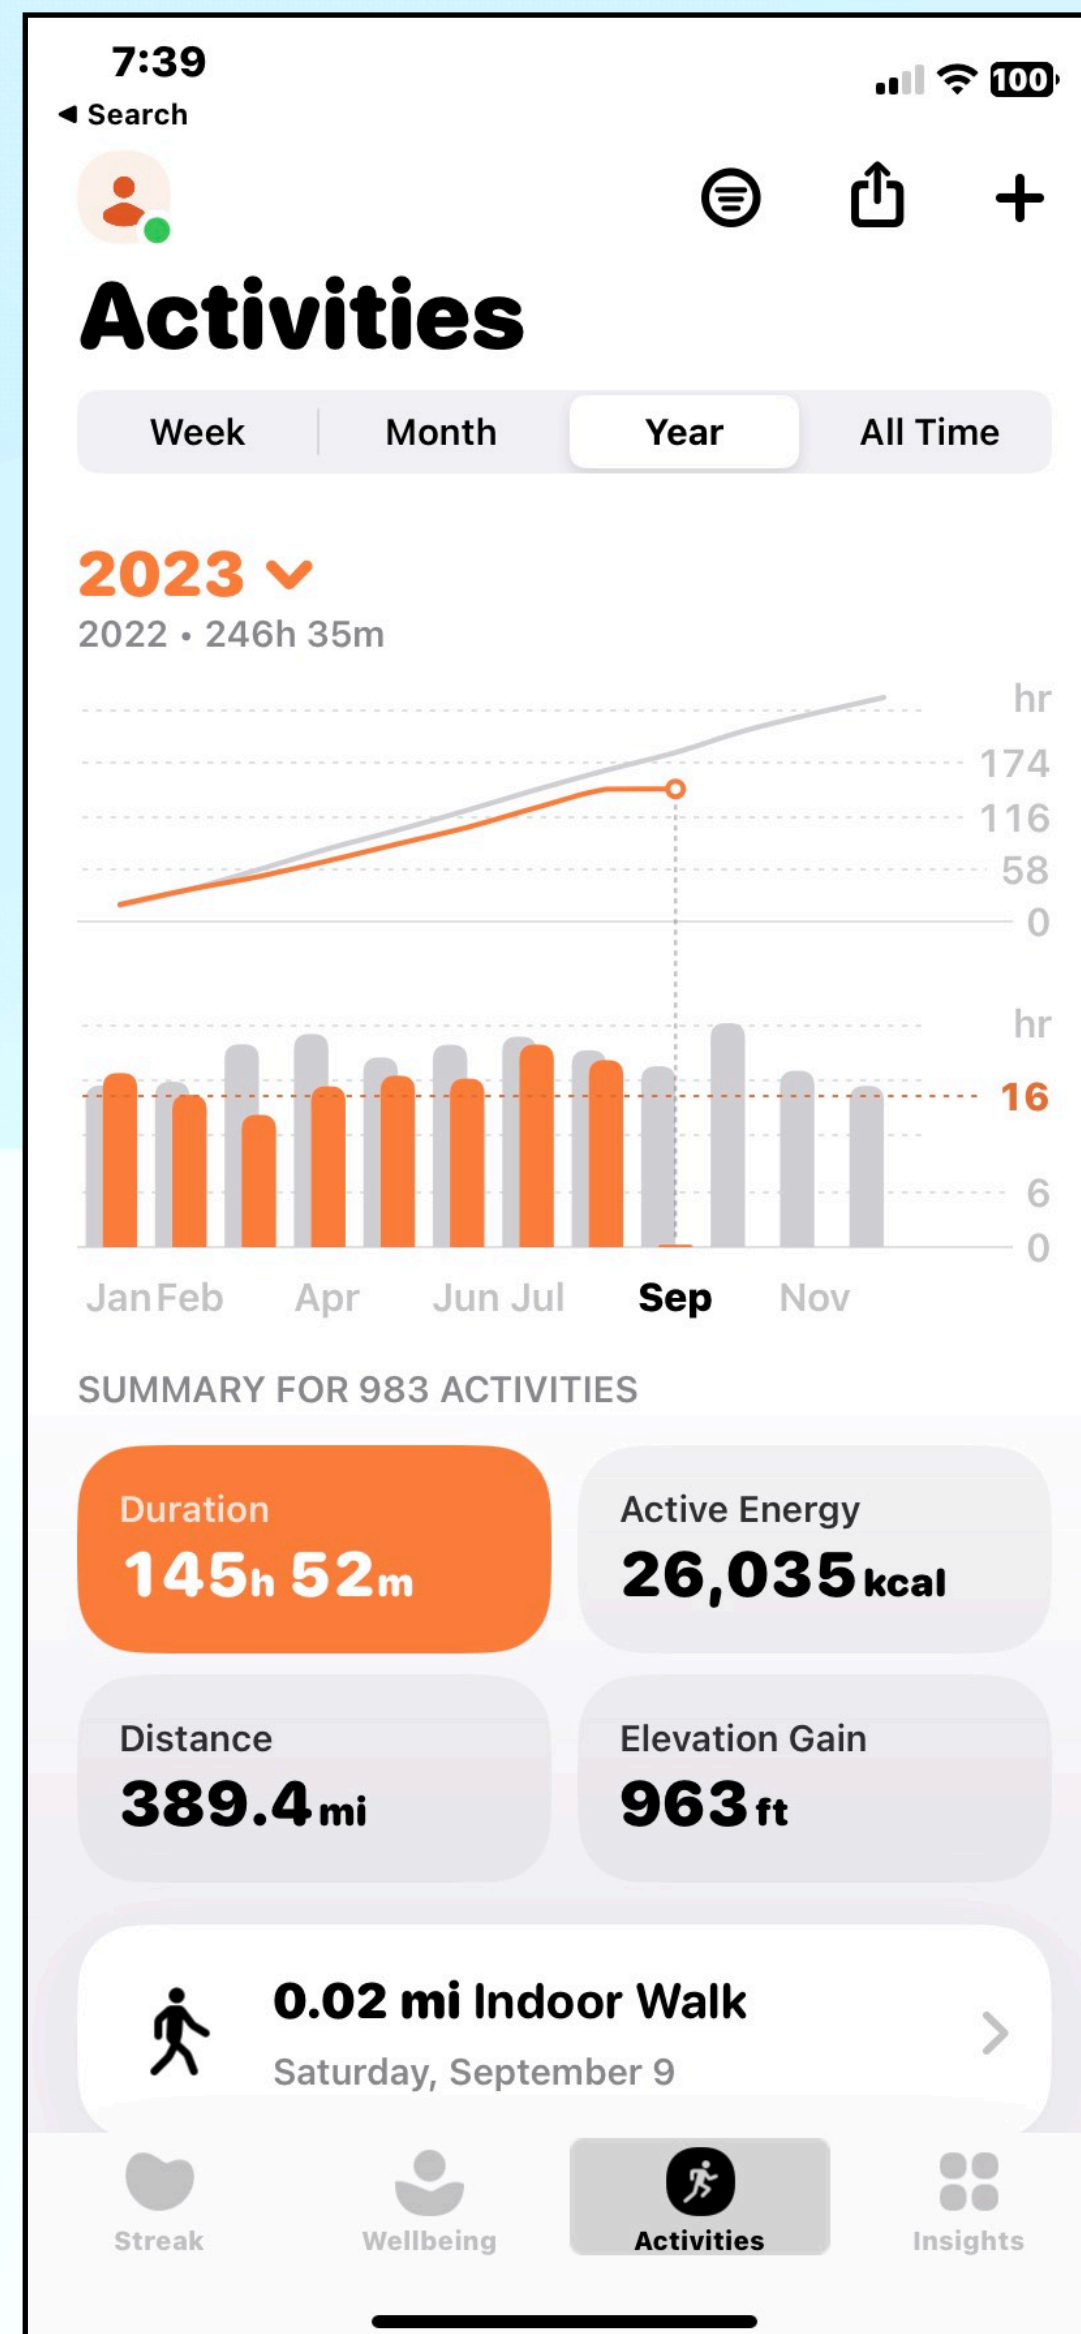 7:39
100
◀ Search
Activities
Week Month Year All Time
2023
2022 • 246h 35m
hr
174
116
58
0
hr
16
6
0
Jan Feb Apr Jun Jul Sep Nov
SUMMARY FOR 983 ACTIVITIES
Duration
145h 52m
Active Energy
26,035 kcal
Distance
389.4 mi
Elevation Gain
963 ft
0.02 mi Indoor Walk
Saturday, September 9
Streak Wellbeing Activities Insights